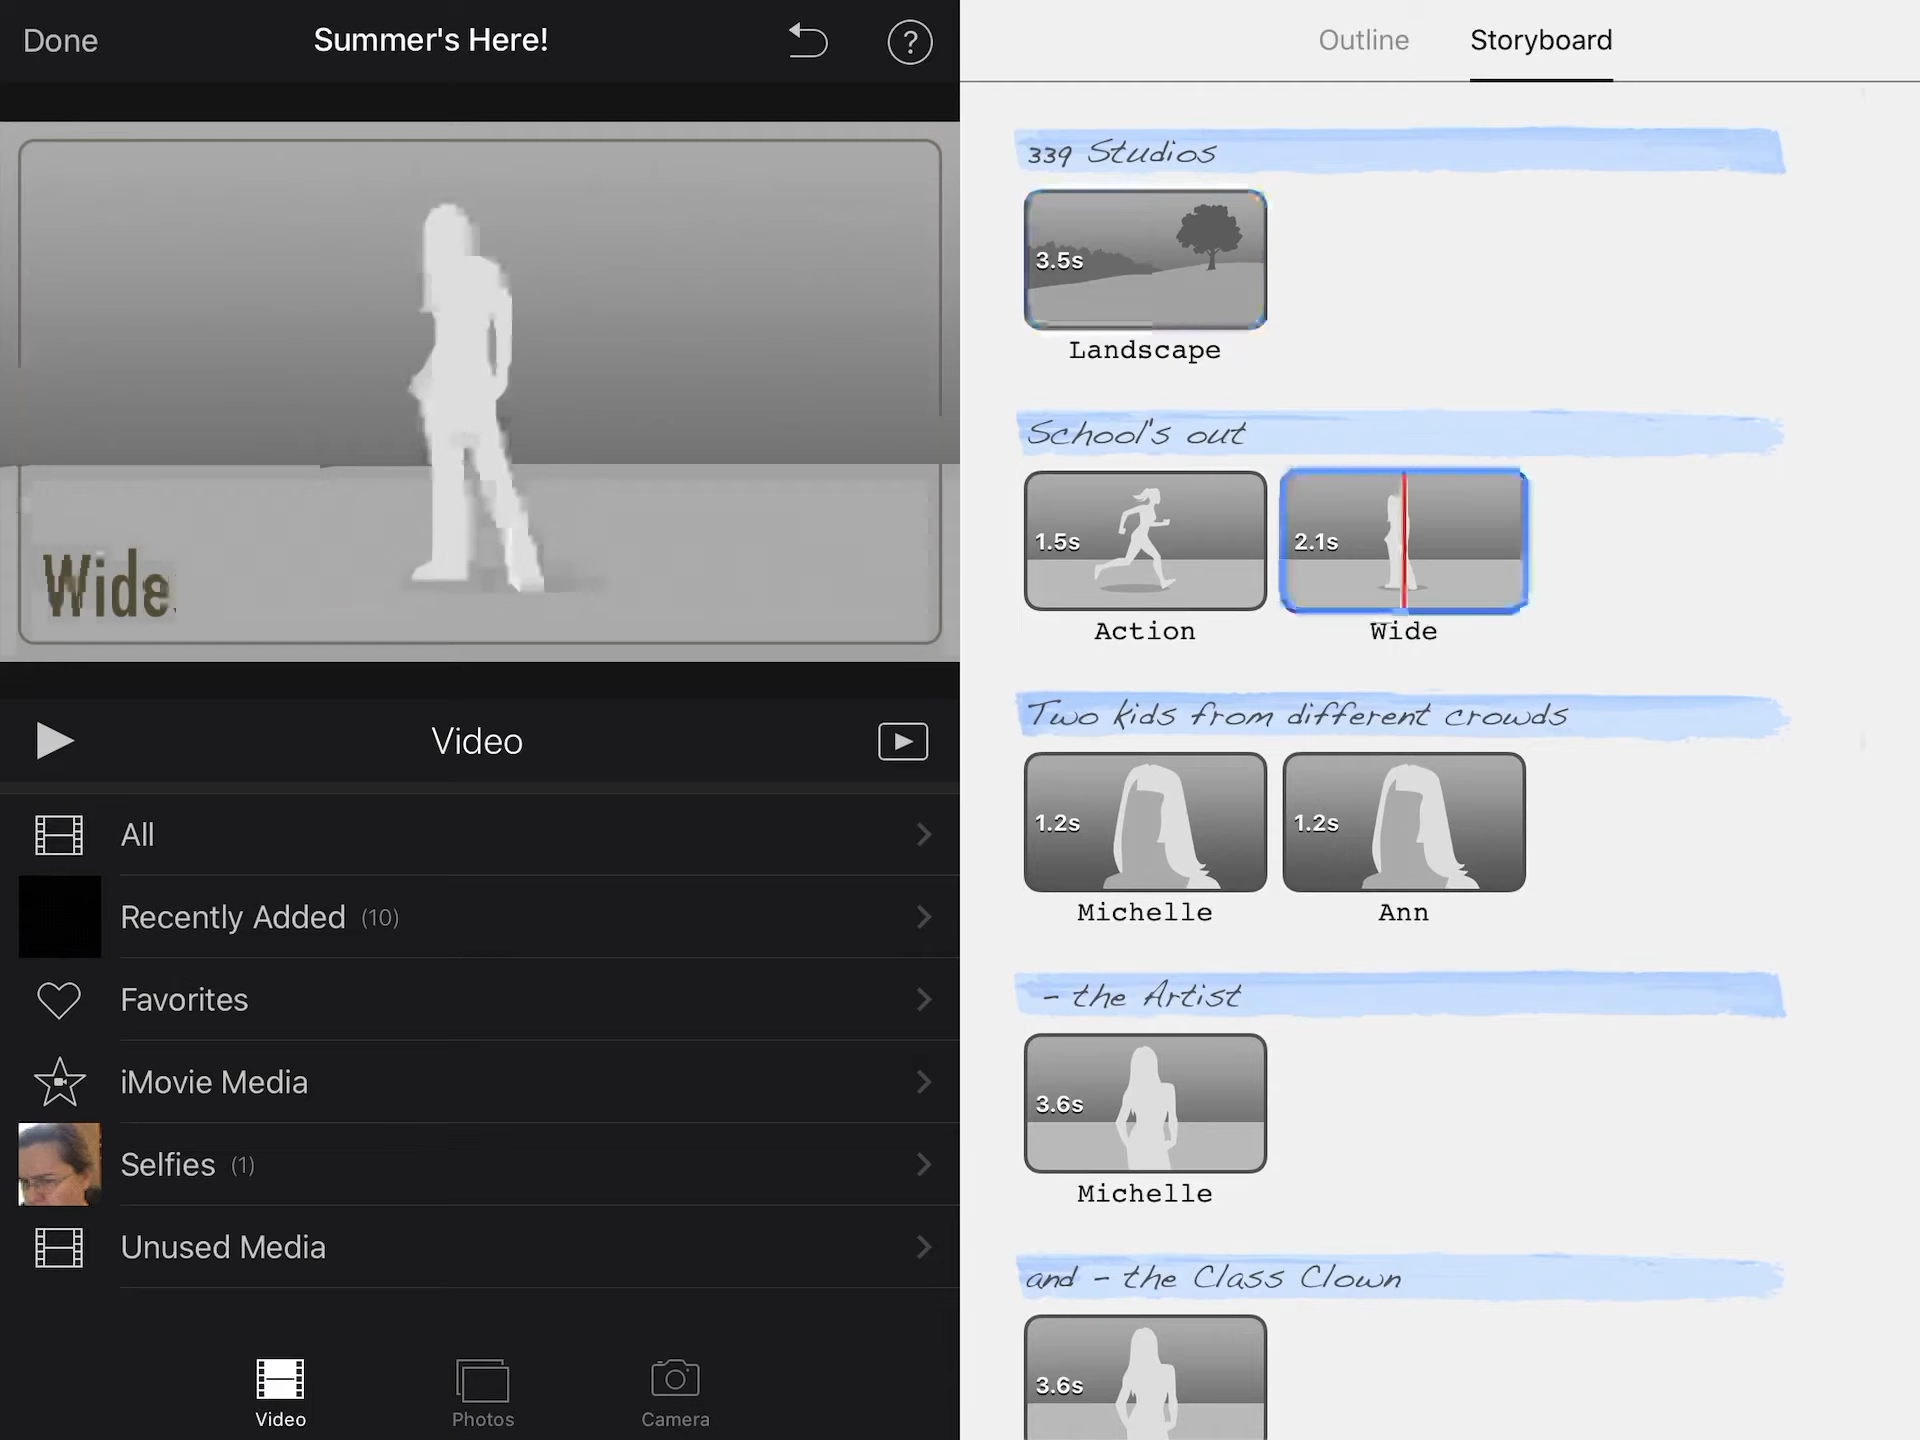 Done
Summer's Here!
?
Wide
Video
All
Recently Added (10)
Favorites
iMovie Media
Selfies (1)
Unused Media
Video
Photos
Camera
Outline
Storyboard
339 Studios
3.5s
Landscape
School's out
1.5s
2.1s
Action
Wide
Two kids from different crowds
1.2s
1.2s
Michelle
Ann
- the Artist
3.6s
Michelle
and - the Class Clown
3.6s